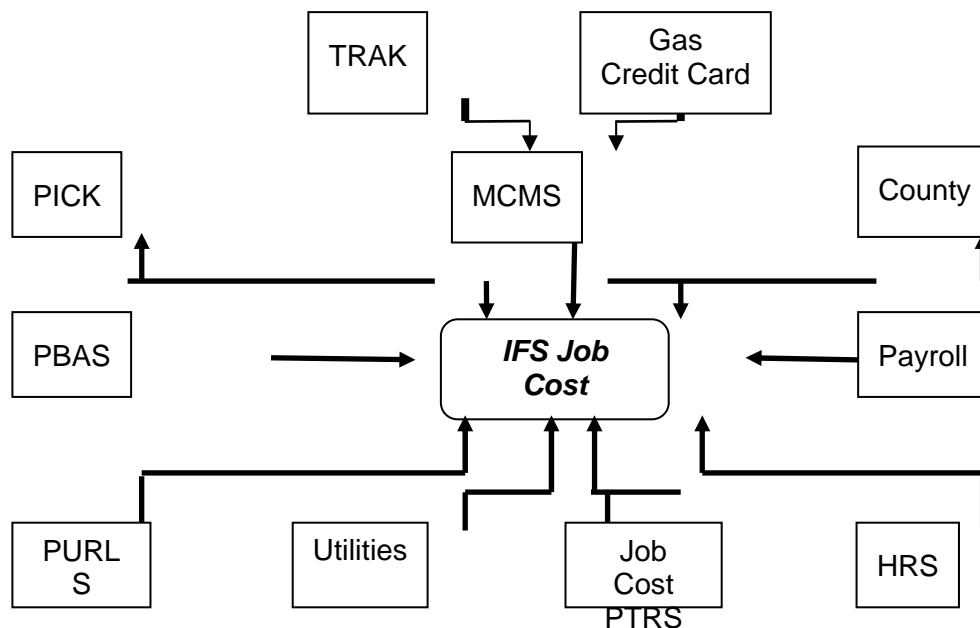 TRAK
Gas
Credit Card
PICK
MCMS
County
PBAS
IFS Job
Cost
Payroll
PURL
S
Utilities
Job
Cost
PTRS
HRS